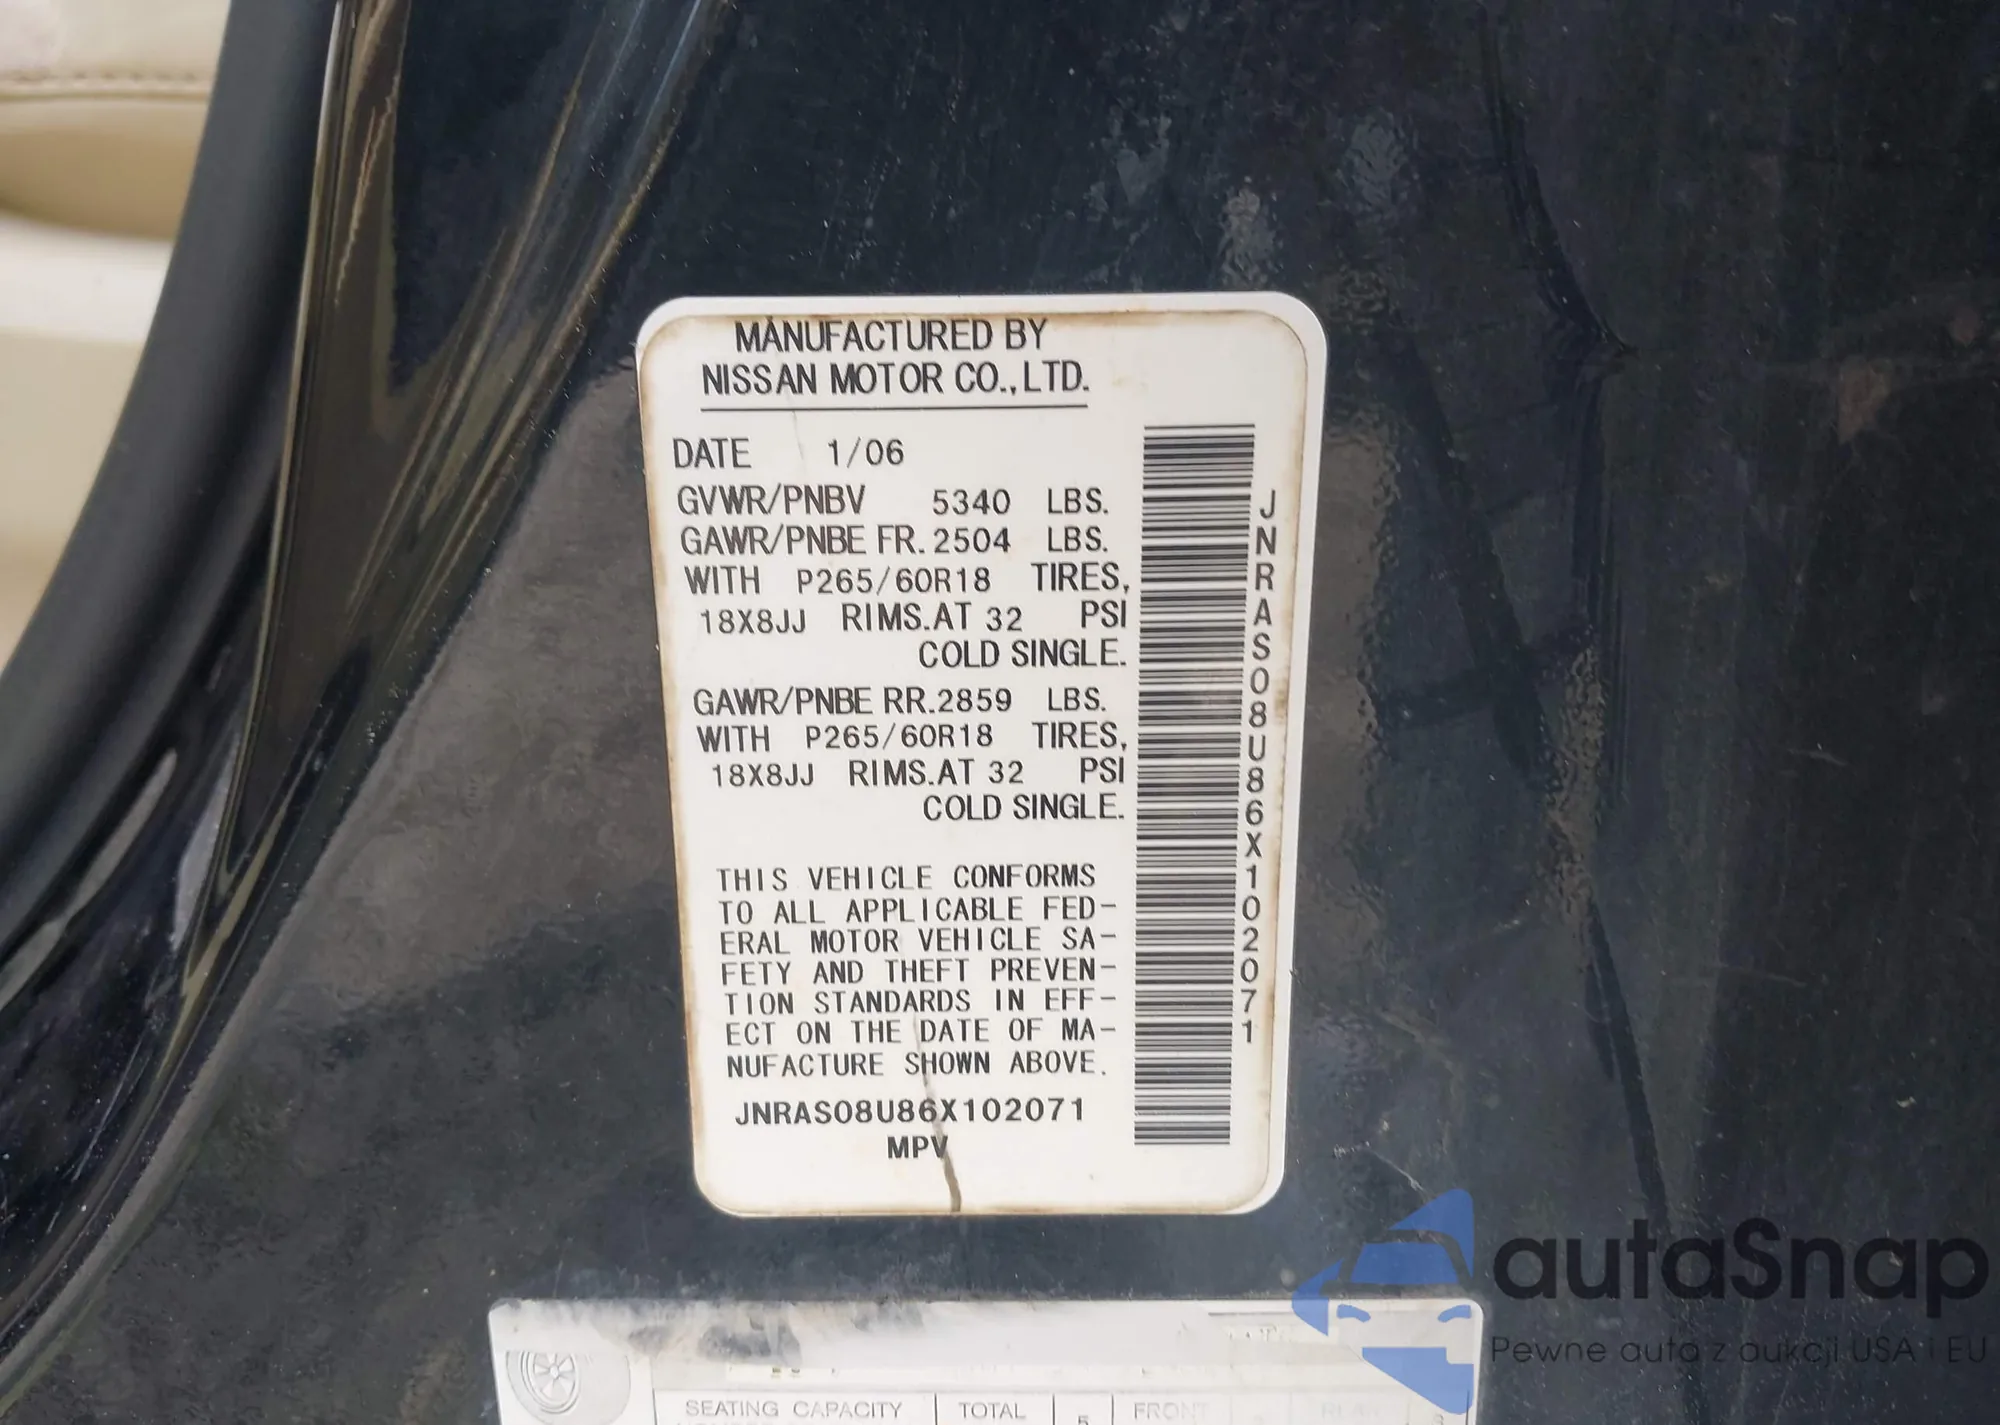 MANUFACTURED BY
NISSAN MOTOR CO.,LTD.
DATE 1/06
GVWR/PNBV 5340 LBS.
GAWR/PNBE FR. 2504 LBS.
WITH P265/60R18 TIRES,
18X8JJ RIMS.AT 32 PSI
COLD SINGLE.
GAWR/PNBE RR. 2859 LBS.
WITH P265/60R18 TIRES,
18X8JJ RIMS.AT 32 PSI
COLD SINGLE.
THIS VEHICLE CONFORMS
TO ALL APPLICABLE FED-
ERAL MOTOR VEHICLE SA-
FETY AND THEFT PREVEN-
TION STANDARDS IN EFF-
ECT ON THE DATE OF MA-
NUFACTURE SHOWN ABOVE.
JNRAS08U86X102071
MPV
JNRAS08U86X102071
autaSnap
Pewne auta z aukcji USA i EU
SEATING CAPACITY TOTAL 5 FRONT